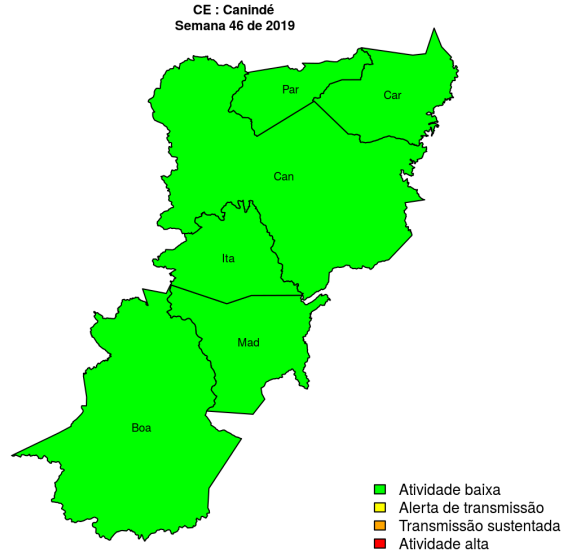 CE : Canindé
Semana 46 de 2019
Par
Car
Can
Ita
Mad
Boa
Atividade baixa
Alerta de transmissão
Transmissão sustentada
Atividade alta